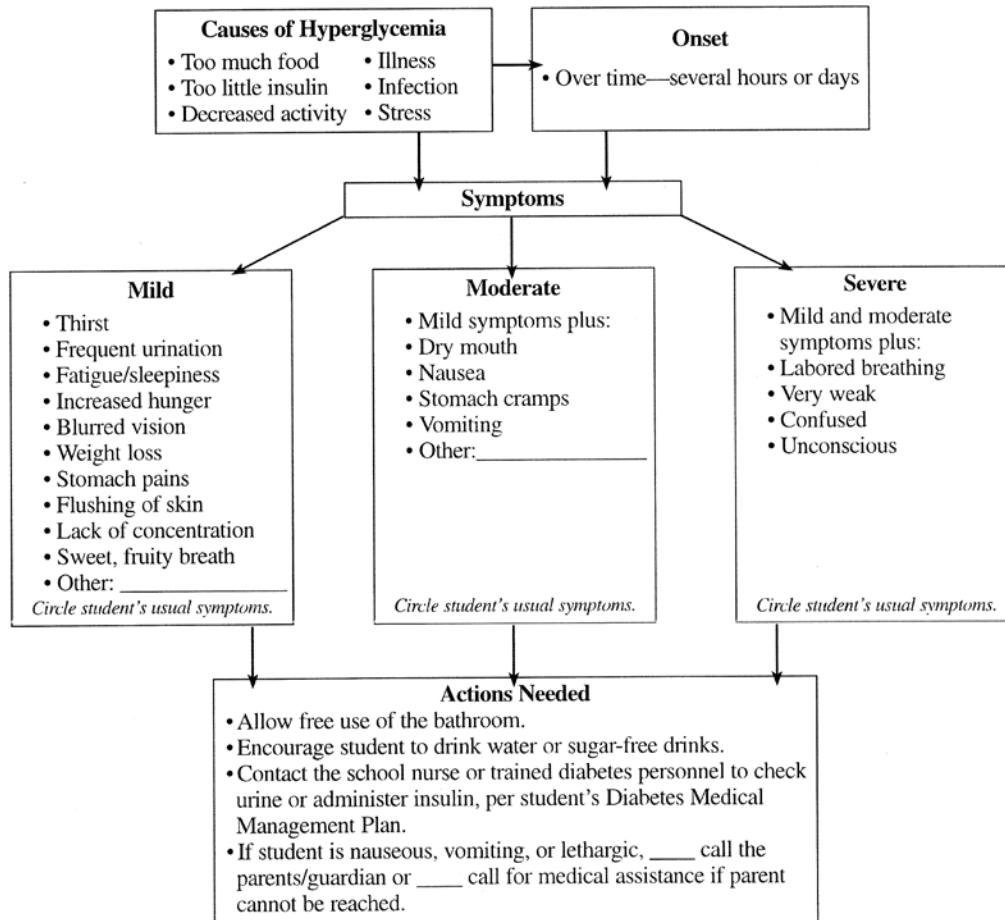 Causes of Hyperglycemia
• Too much food
• Too little insulin
• Decreased activity
• Illness
• Infection
• Stress
Onset
• Over time—several hours or days
Symptoms
Mild
• Thirst
• Frequent urination
• Fatigue/sleepiness
• Increased hunger
• Blurred vision
• Weight loss
• Stomach pains
• Flushing of skin
• Lack of concentration
• Sweet, fruity breath
• Other: ______________
Circle student’s usual symptoms.
Moderate
• Mild symptoms plus:
• Dry mouth
• Nausea
• Stomach cramps
• Vomiting
• Other:______________
Circle student’s usual symptoms.
Severe
• Mild and moderate
symptoms plus:
• Labored breathing
• Very weak
• Confused
• Unconscious
Circle student’s usual symptoms.
Actions Needed
• Allow free use of the bathroom.
• Encourage student to drink water or sugar-free drinks.
• Contact the school nurse or trained diabetes personnel to check
urine or administer insulin, per student’s Diabetes Medical
Management Plan.
• If student is nauseous, vomiting, or lethargic, ____ call the
parents/guardian or ____ call for medical assistance if parent
cannot be reached.